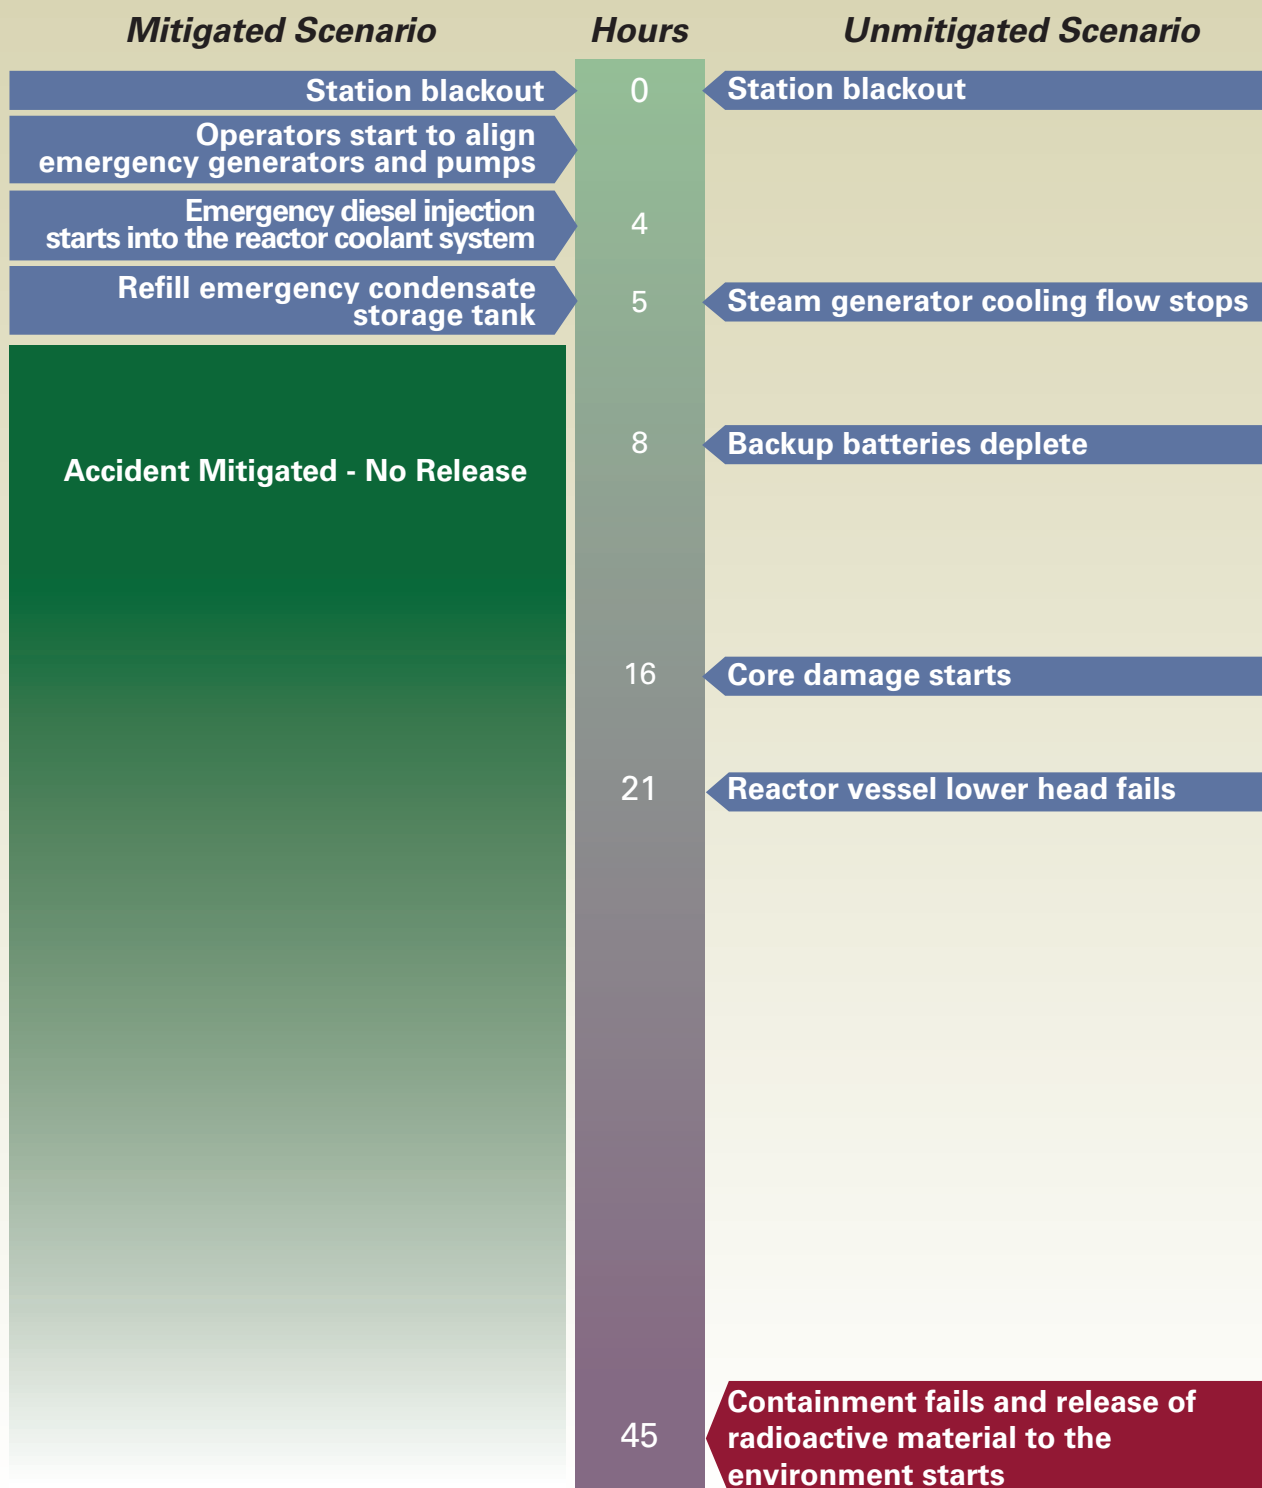 Mitigated Scenario
Hours
Unmitigated Scenario
Station blackout
0
Station blackout
Operators start to align
emergency generators and pumps
Emergency diesel injection
starts into the reactor coolant system
4
Refill emergency condensate
storage tank
5
Steam generator cooling flow stops
Accident Mitigated - No Release
8
Backup batteries deplete
16
Core damage starts
21
Reactor vessel lower head fails
45
Containment fails and release of
radioactive material to the
environment starts